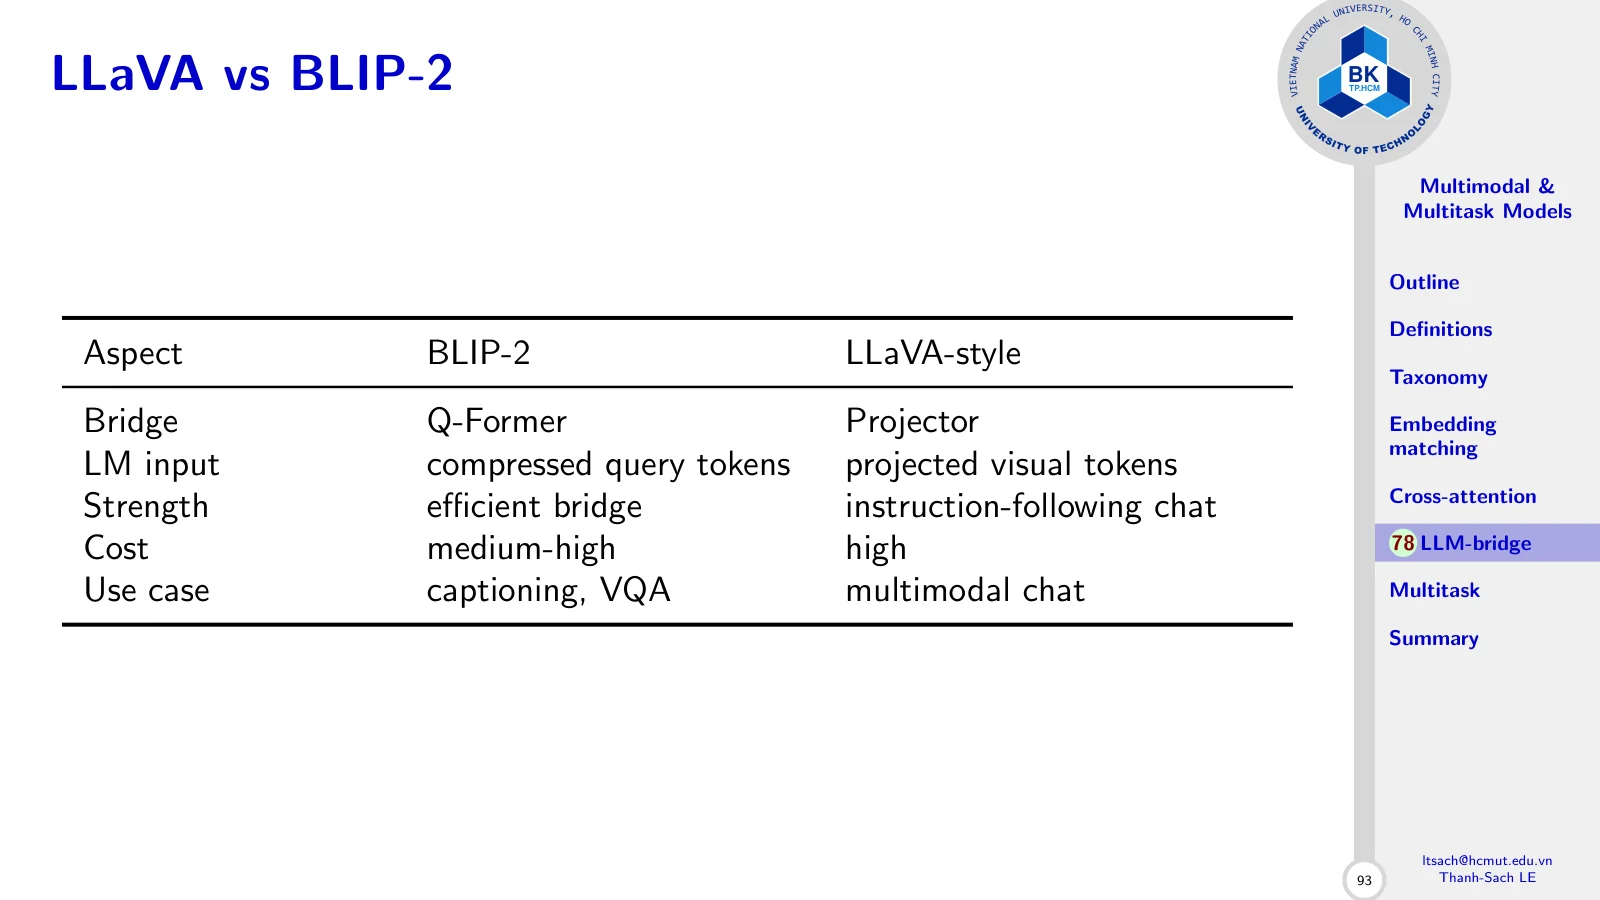 LLaVA vs BLIP-2
VIETNAM NATIONAL UNIVERSITY, HO CHI MINH CITY
BK
TP.HCM
UNIVERSITY OF TECHNOLOGY
Multimodal &
Multitask Models
Outline
Definitions
Taxonomy
Embedding
matching
Cross-attention
78 LLM-bridge
Multitask
Summary
Aspect BLIP-2 LLaVA-style
Bridge Q-Former Projector
LM input compressed query tokens projected visual tokens
Strength efficient bridge instruction-following chat
Cost medium-high high
Use case captioning, VQA multimodal chat
ltsach@hcmut.edu.vn
Thanh-Sach LE
93